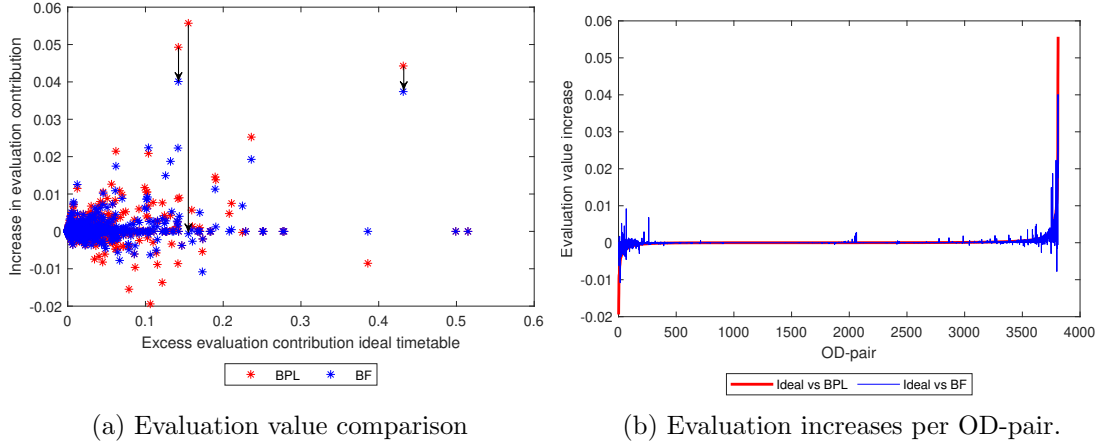 0.06
0.05
0.04
0.03
0.02
0.01
0
-0.01
-0.02
Increase in evaluation contribution
0 0.1 0.2 0.3 0.4 0.5 0.6
Excess evaluation contribution ideal timetable
BPL BF
(a) Evaluation value comparison
0.06
0.05
0.04
0.03
0.02
0.01
0
-0.01
-0.02
Evaluation value increase
0 500 1000 1500 2000 2500 3000 3500 4000
OD-pair
Ideal vs BPL Ideal vs BF
(b) Evaluation increases per OD-pair.